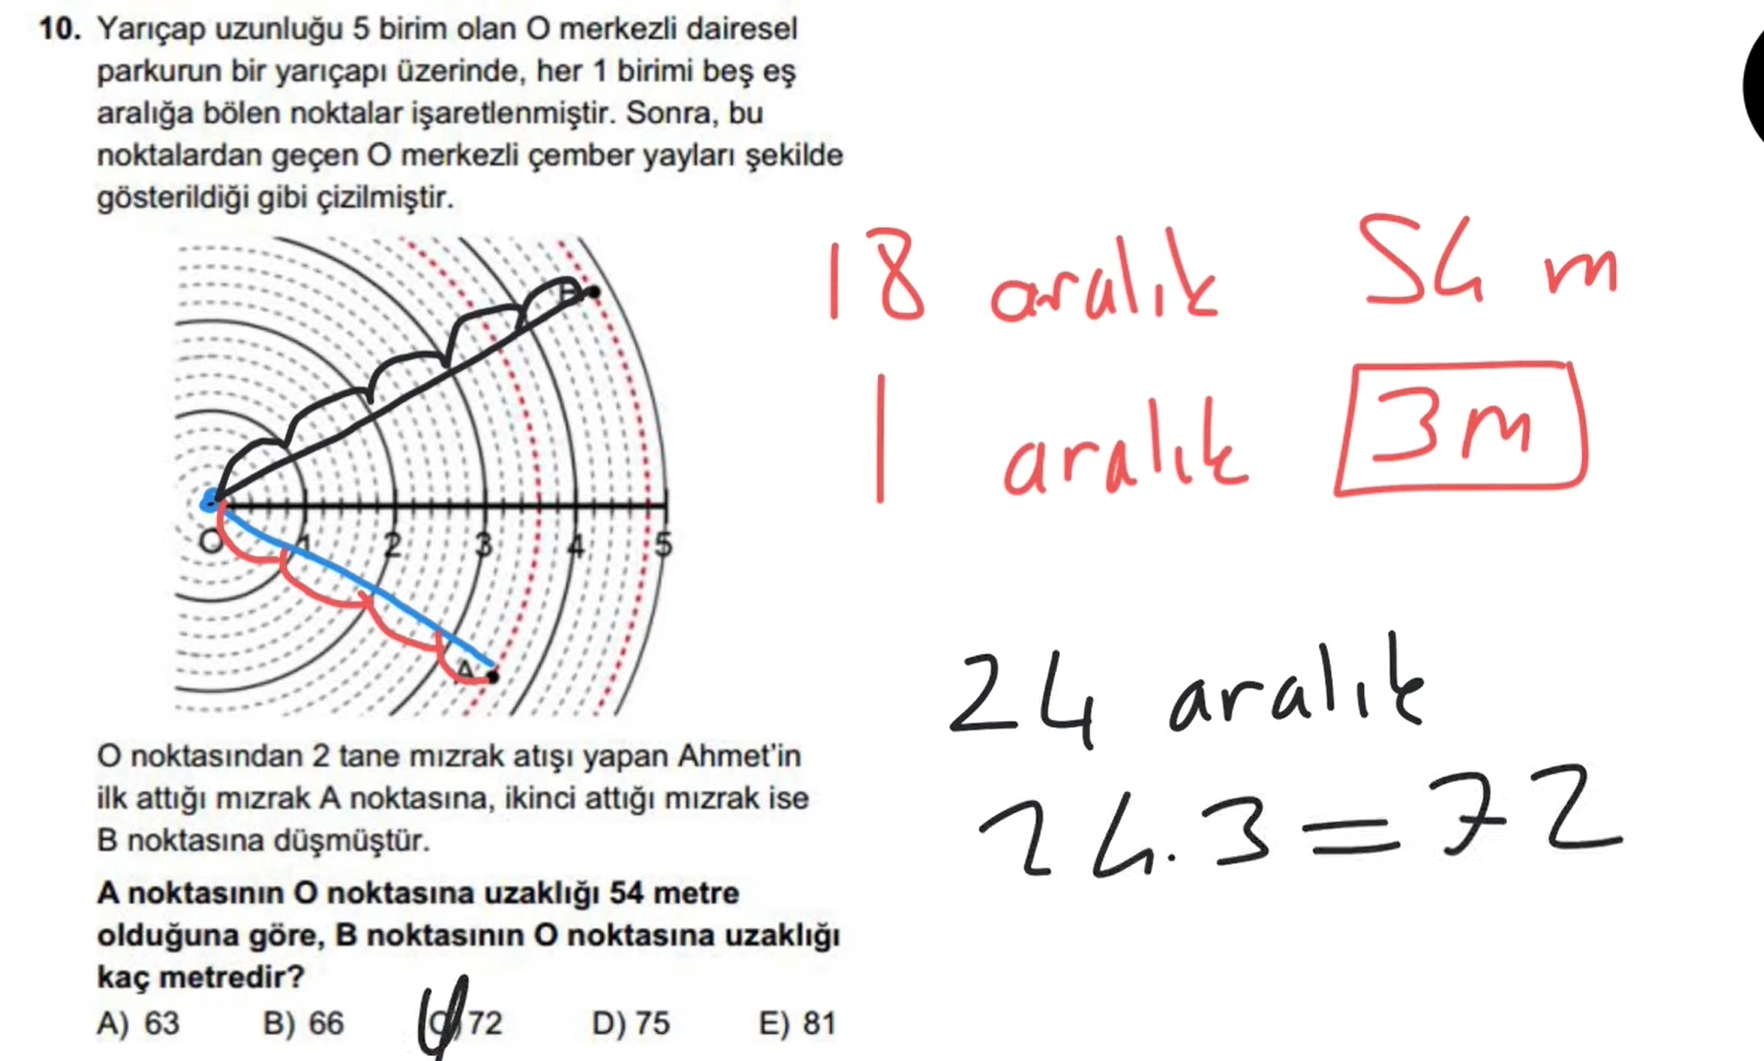 10. Yarıçap uzunluğu 5 birim olan O merkezli dairesel
parkurun bir yarıçapı üzerinde, her 1 birimi beş eş
aralığa bölen noktalar işaretlenmiştir. Sonra, bu
noktalardan geçen O merkezli çember yayları şekilde
gösterildiği gibi çizilmiştir.
B
18 aralık 54 m
1 aralık 3m
O 1 2 3 4 5
A
24 aralık
24.3=72
O noktasından 2 tane mızrak atışı yapan Ahmet'in
ilk attığı mızrak A noktasına, ikinci attığı mızrak ise
B noktasına düşmüştür.
A noktasının O noktasına uzaklığı 54 metre
olduğuna göre, B noktasının O noktasına uzaklığı
kaç metredir?
A) 63 B) 66 C) 72 D) 75 E) 81